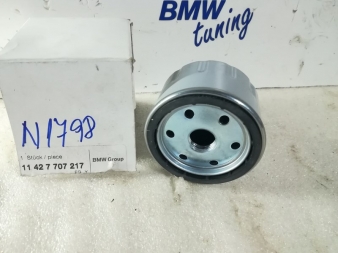 BMW
tuning
N1798
1 Stück / piece
11 42 7 707 217
BMW Group